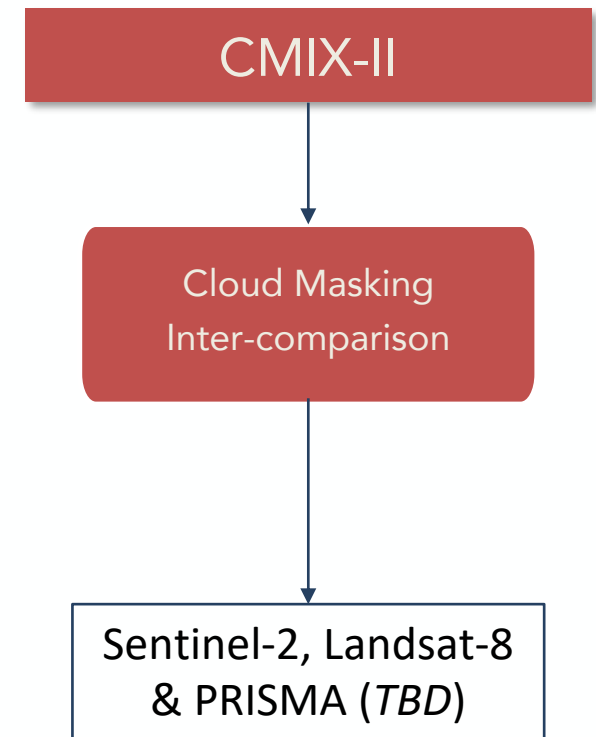 CMIX-II
Cloud Masking
Inter-comparison
Sentinel-2, Landsat-8
& PRISMA (TBD)